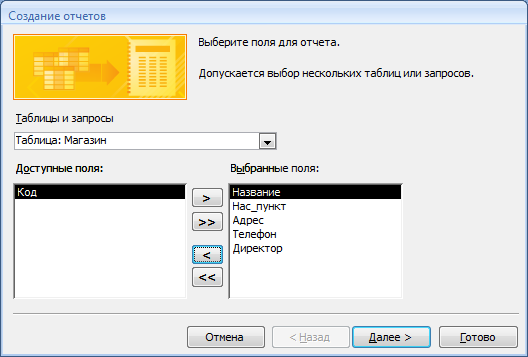 Создание отчетов
Выберите поля для отчета.
Допускается выбор нескольких таблиц или запросов.
Таблицы и запросы
Таблица: Магазин
Доступные поля:
Выбранные поля:
Код
>
>>
<
<<
Название
Нас_пункт
Адрес
Телефон
Директор
Отмена
< Назад
Далее >
Готово